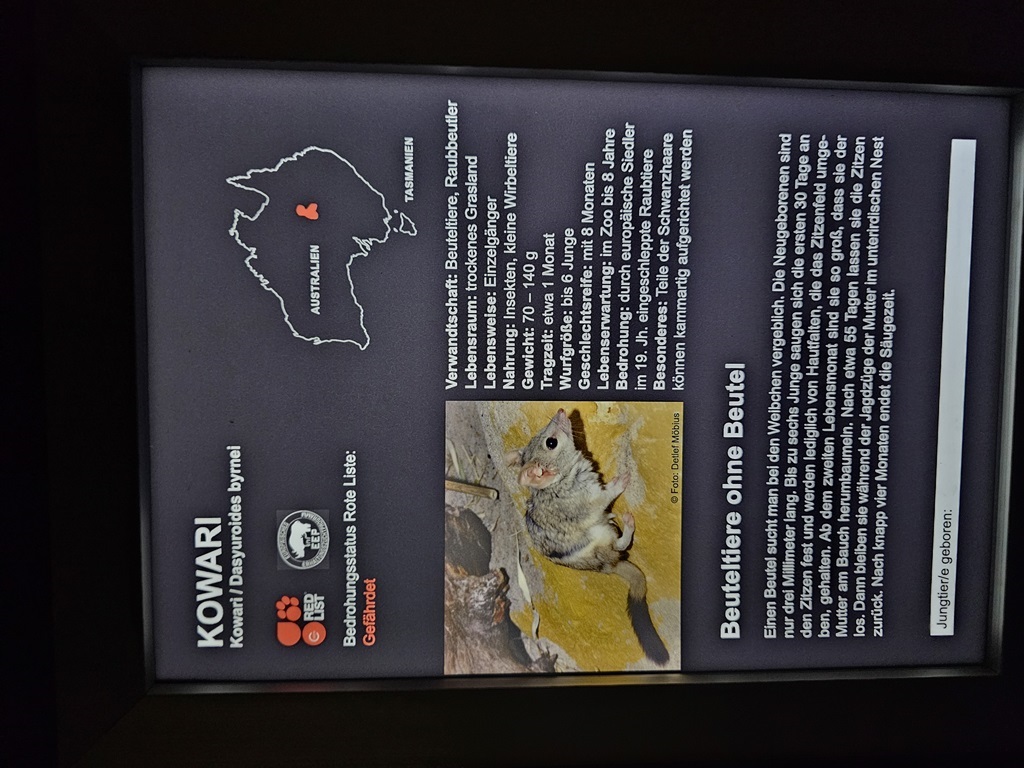 KOWARI
Kowari / Dasyuroides byrnei
RED
LIST
EEP
Bedrohungsstatus Rote Liste:
Gefährdet
AUSTRALIEN
TASMANIEN
Verwandtschaft: Beuteltiere, Raubbeutler
Lebensraum: trockenes Grasland
Lebensweise: Einzelgänger
Nahrung: Insekten, kleine Wirbeltiere
Gewicht: 70 – 140 g
Tragzeit: etwa 1 Monat
Wurfgröße: bis 6 Junge
Geschlechtsreife: mit 8 Monaten
Lebenserwartung: im Zoo bis 8 Jahre
Bedrohung: durch europäische Siedler
im 19. Jh. eingeschleppte Raubtiere
Besonderes: Teile der Schwanzhaare
können kammartig aufgerichtet werden
© Foto: Detlef Möbius
Beuteltiere ohne Beutel
Einen Beutel sucht man bei den Weibchen vergeblich. Die Neugeborenen sind
nur drei Millimeter lang. Bis zu sechs Junge saugen sich die ersten 30 Tage an
den Zitzen fest und werden lediglich von Hautfalten, die das Zitzenfeld umge-
ben, gehalten. Ab dem zweiten Lebensmonat sind sie so groß, dass sie der
Mutter am Bauch herumbaumeln. Nach etwa 55 Tagen lassen sie die Zitzen
los. Dann bleiben sie während der Jagdzüge der Mutter im unterirdischen Nest
zurück. Nach knapp vier Monaten endet die Säugezeit.
Jungtier/e geboren: